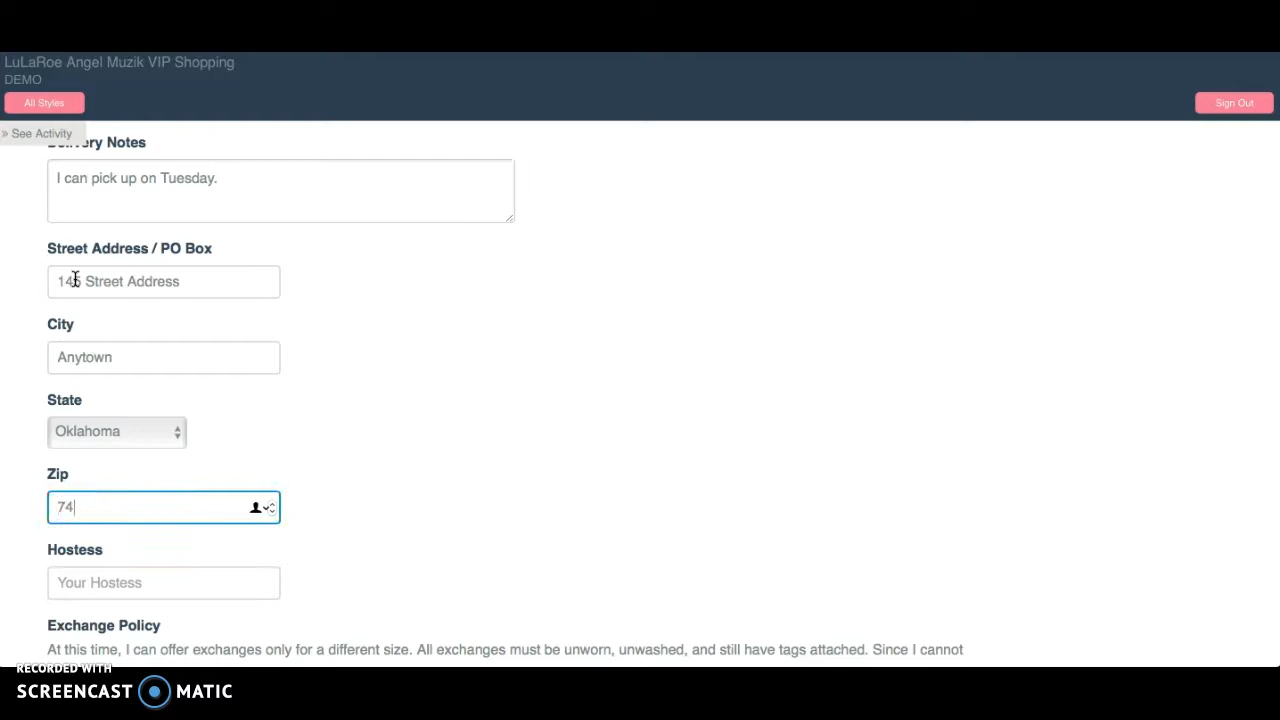 LuLaRoe Angel Muzik VIP Shopping
DEMO
All Styles
Sign Out
» See Activity
Delivery Notes
I can pick up on Tuesday.
Street Address / PO Box
145 Street Address
City
Anytown
State
Oklahoma
Zip
74
Hostess
Your Hostess
Exchange Policy
At this time, I can offer exchanges only for a different size. All exchanges must be unworn, unwashed, and still have tags attached. Since I cannot
RECORDED WITH
SCREENCAST MATIC